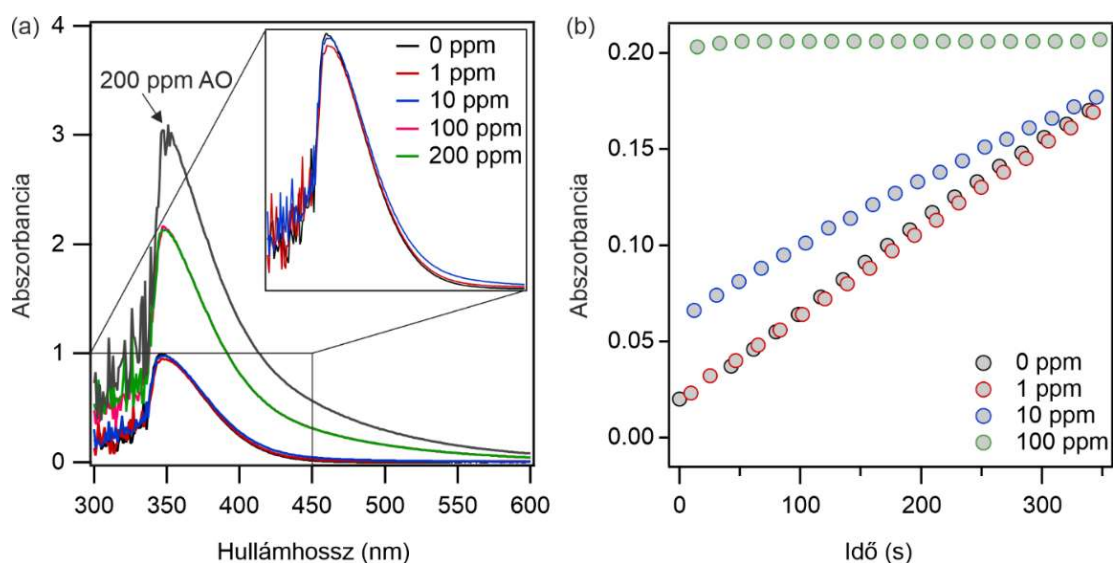 (a)
Abszorbancia
4
3
2
1
0
200 ppm AO
0 ppm
1 ppm
10 ppm
100 ppm
200 ppm
300 350 400 450 500 550 600
Hullámhossz (nm)
(b)
Abszorbancia
0.20
0.15
0.10
0.05
0.00
0 ppm
1 ppm
10 ppm
100 ppm
0 100 200 300
Idő (s)